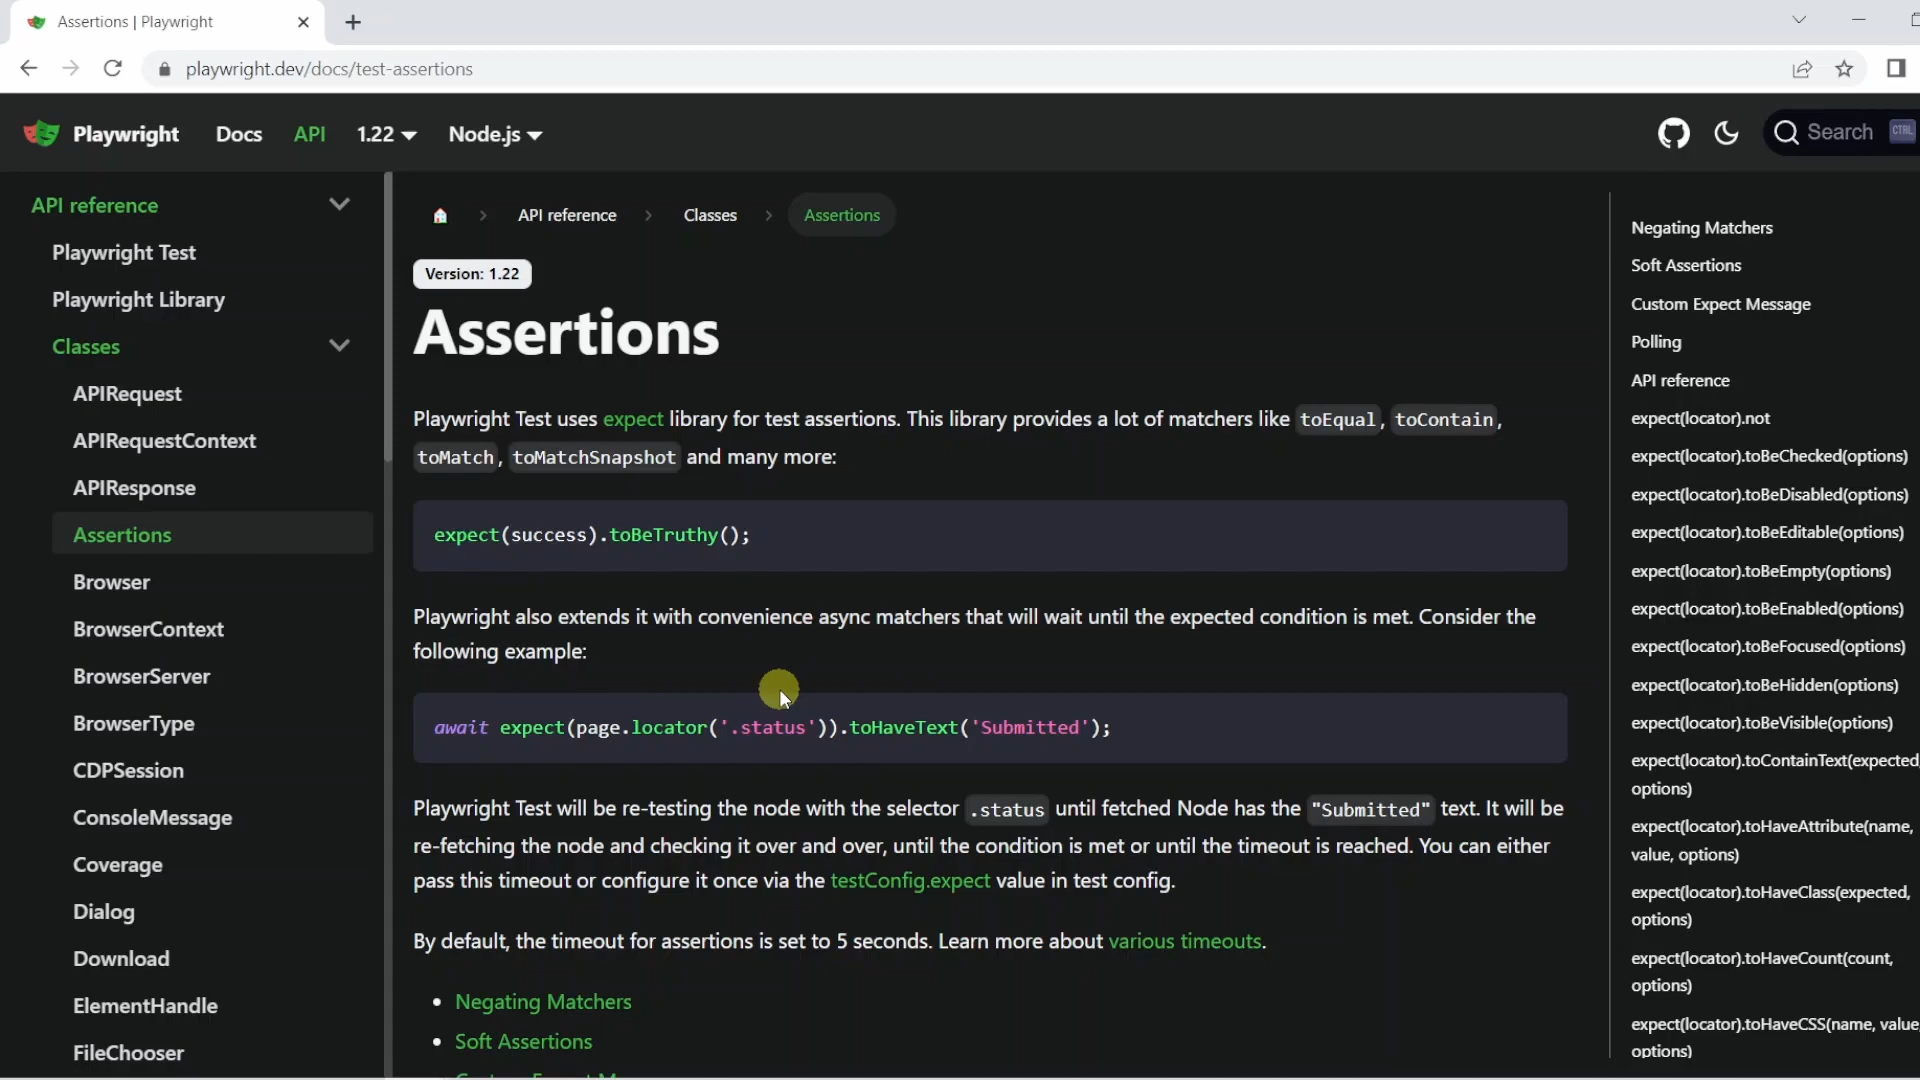 Assertions | Playwright
playwright.dev/docs/test-assertions
Playwright Docs API 1.22 Node.js
Search CTRL
API reference
Playwright Test
Playwright Library
Classes
APIRequest
APIRequestContext
APIResponse
Assertions
Browser
BrowserContext
BrowserServer
BrowserType
CDPSession
ConsoleMessage
Coverage
Dialog
Download
ElementHandle
FileChooser
API reference Classes Assertions
Version: 1.22
Assertions
Playwright Test uses expect library for test assertions. This library provides a lot of matchers like toEqual, toContain,
toMatch, toMatchSnapshot and many more:
expect(success).toBeTruthy();
Playwright also extends it with convenience async matchers that will wait until the expected condition is met. Consider the
following example:
await expect(page.locator('.status')).toHaveText('Submitted');
Playwright Test will be re-testing the node with the selector .status until fetched Node has the "Submitted" text. It will be
re-fetching the node and checking it over and over, until the condition is met or until the timeout is reached. You can either
pass this timeout or configure it once via the testConfig.expect value in test config.
By default, the timeout for assertions is set to 5 seconds. Learn more about various timeouts.
Negating Matchers
Soft Assertions
Negating Matchers
Soft Assertions
Custom Expect Message
Polling
API reference
expect(locator).not
expect(locator).toBeChecked(options)
expect(locator).toBeDisabled(options)
expect(locator).toBeEditable(options)
expect(locator).toBeEmpty(options)
expect(locator).toBeEnabled(options)
expect(locator).toBeFocused(options)
expect(locator).toBeHidden(options)
expect(locator).toBeVisible(options)
expect(locator).toContainText(expected,
options)
expect(locator).toHaveAttribute(name,
value, options)
expect(locator).toHaveClass(expected,
options)
expect(locator).toHaveCount(count,
options)
expect(locator).toHaveCSS(name, value,
options)